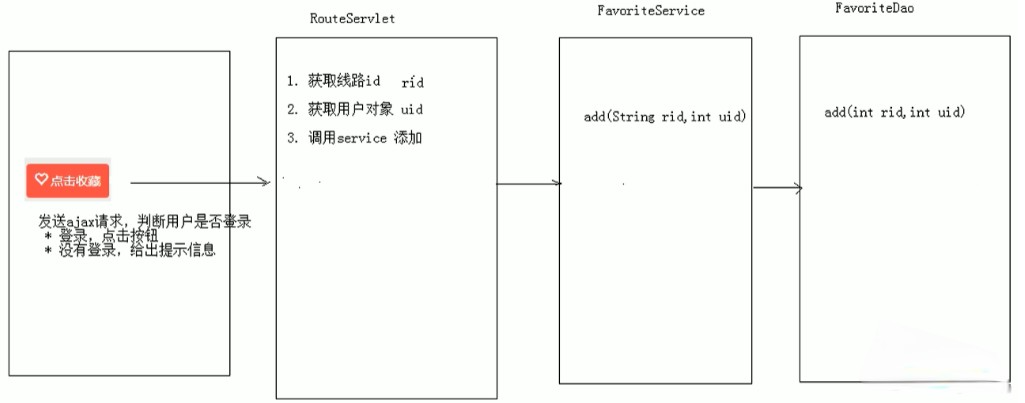 RouteServlet
FavoriteService
FavoriteDao
1. 获取线路id rid
2. 获取用户对象 uid
3. 调用service 添加
add(String rid,int uid)
add(int rid,int uid)
点击收藏
发送ajax请求，判断用户是否登录
* 登录，点击按钮
* 没有登录，给出提示信息